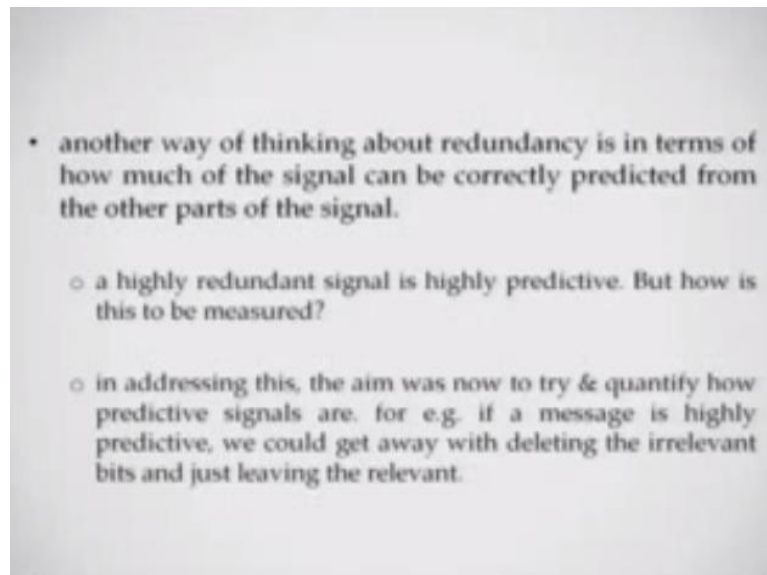 • another way of thinking about redundancy is in terms of
how much of the signal can be correctly predicted from
the other parts of the signal.
o a highly redundant signal is highly predictive. But how is
this to be measured?
o in addressing this, the aim was now to try & quantify how
predictive signals are. for e.g. if a message is highly
predictive, we could get away with deleting the irrelevant
bits and just leaving the relevant.